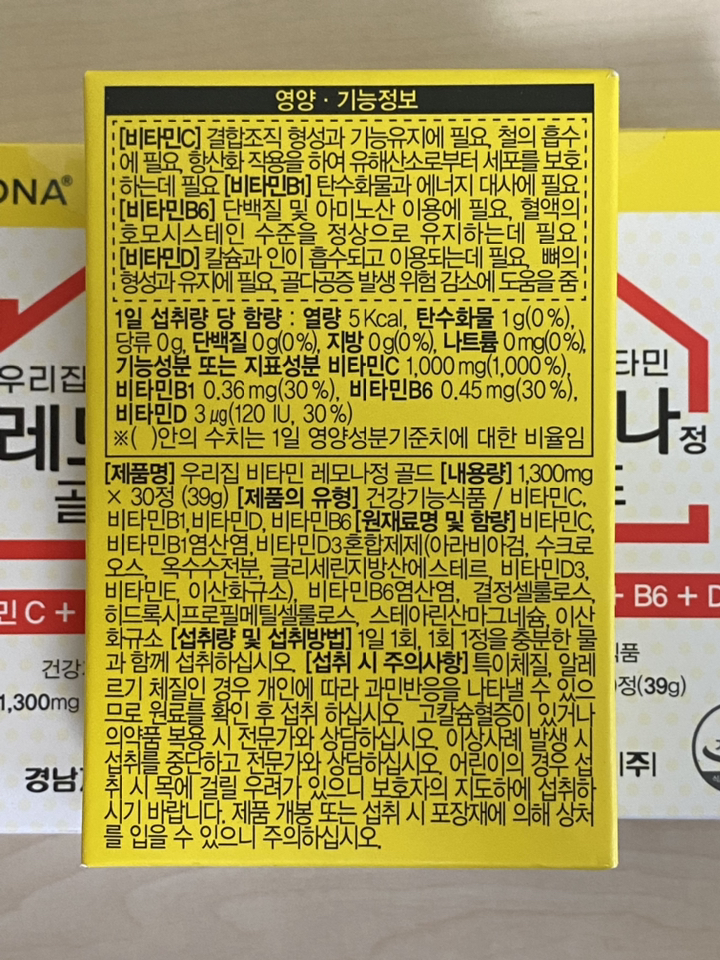 영양 · 기능정보
[비타민C] 결합조직 형성과 기능유지에 필요, 철의 흡수
에 필요, 항산화 작용을 하여 유해산소로부터 세포를 보호
하는데 필요 [비타민B1] 탄수화물과 에너지 대사에 필요
[비타민B6] 단백질 및 아미노산 이용에 필요, 혈액의
호모시스테인 수준을 정상으로 유지하는데 필요
[비타민D] 칼슘과 인이 흡수되고 이용되는데 필요, 뼈의
형성과 유지에 필요, 골다공증 발생 위험 감소에 도움을 줌
1일 섭취량 당 함량 : 열량 5Kcal, 탄수화물 1g(0%),
당류 0g, 단백질 0g(0%), 지방 0g(0%), 나트륨 0mg(0%),
기능성분 또는 지표성분 비타민C 1,000mg(1,000%),
비타민B1 0.36mg(30%), 비타민B6 0.45mg(30%),
비타민D 3㎍(120 IU, 30%)
※( )안의 수치는 1일 영양성분기준치에 대한 비율임
[제품명] 우리집 비타민 레모나정 골드 [내용량] 1,300mg
× 30정 (39g) [제품의 유형] 건강기능식품 / 비타민C,
비타민B1,비타민D, 비타민B6 [원재료명 및 함량] 비타민C,
비타민B1염산염,비타민D3혼합제제(아라비아검, 수크로
오스, 옥수수전분, 글리세린지방산에스테르, 비타민D3,
비타민E, 이산화규소), 비타민B6염산염, 결정셀룰로스,
히드록시프로필메틸셀룰로스, 스테아린산마그네슘, 이산
화규소 [섭취량 및 섭취방법] 1일 1회, 1회 1정을 충분한 물
과 함께 섭취하십시오. [섭취 시 주의사항] 특이체질, 알레
르기 체질인 경우 개인에 따라 과민반응을 나타낼 수 있으
므로 원료를 확인 후 섭취 하십시오. 고칼슘혈증이 있거나
의약품 복용 시 전문가와 상담하십시오. 이상사례 발생 시
섭취를 중단하고 전문가와 상담하십시오. 어린이의 경우 섭
취 시 목에 걸릴 우려가 있으니 보호자의 지도하에 섭취하
시기 바랍니다. 제품 개봉 또는 섭취 시 포장재에 의해 상처
를 입을 수 있으니 주의하십시오.
ONA®
우리집
레
골
민 C +
건강
1,300mg
경남
타민
나정
+ B6 + D
식품
정(39g)
주